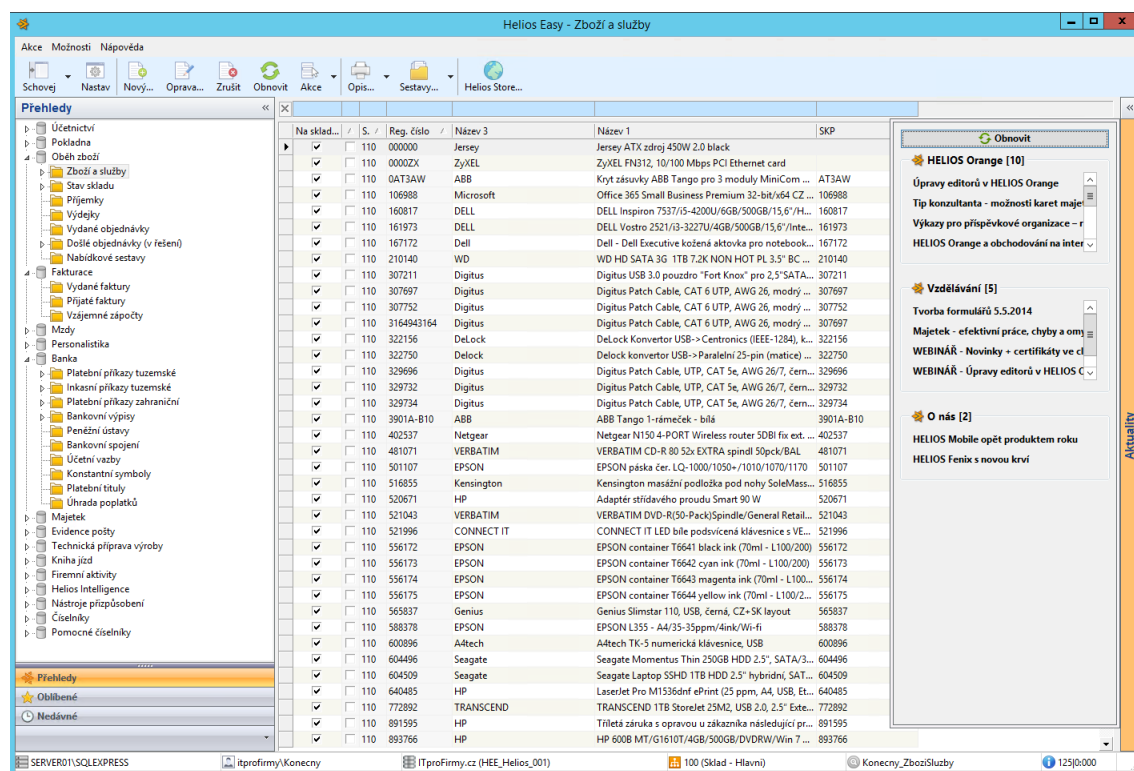 Helios Easy - Zboží a služby
Akce Možnosti Nápověda
Schovej Nastav Nový... Oprava... Zrušit Obnovit Akce Opis... Sestavy... Helios Store...
Přehledy
Účetnictví
Pokladna
Oběh zboží
Zboží a služby
Stav skladu
Příjemky
Výdejky
Vydané objednávky
Došlé objednávky (v řešení)
Nabídkové sestavy
Fakturace
Vydané faktury
Přijaté faktury
Vzájemné zápočty
Mzdy
Personalistika
Banka
Platební příkazy tuzemské
Inkasní příkazy tuzemské
Platební příkazy zahraniční
Bankovní výpisy
Peněžní ústavy
Bankovní spojení
Účetní vazby
Konstantní symboly
Platební tituly
Úhrada poplatků
Majetek
Evidence pošty
Technická příprava výroby
Kniha jízd
Firemní aktivity
Helios Intelligence
Nástroje přizpůsobení
Číselníky
Pomocné číselníky
Přehledy
Oblíbené
Nedávné
Na sklad... / S. / Reg. číslo / Název 3 Název 1 SKP
110 000000 Jersey Jersey ATX zdroj 450W 2.0 black
110 0000ZX ZyXEL ZyXEL FN312, 10/100 Mbps PCI Ethernet card
110 0AT3AW ABB Kryt zásuvky ABB Tango pro 3 moduly MiniCom ... AT3AW
110 106988 Microsoft Office 365 Small Business Premium 32-bit/x64 CZ ... 106988
110 160817 DELL DELL Inspiron 7537/i5-4200U/6GB/500GB/15,6"/H... 160817
110 161973 DELL DELL Vostro 2521/i3-3227U/4GB/500GB/15,6"/Inte... 161973
110 167172 Dell Dell - Dell Executive kožená aktovka pro notebook... 167172
110 210140 WD WD HD SATA 3G 1TB 7.2K NON HOT PL 3.5" BC ... 210140
110 307211 Digitus Digitus USB 3.0 pouzdro "Fort Knox" pro 2,5"SATA... 307211
110 307697 Digitus Digitus Patch Cable, CAT 6 UTP, AWG 26, modrý ... 307697
110 307752 Digitus Digitus Patch Cable, CAT 6 UTP, AWG 26, modrý ... 307752
110 3164943164 Digitus Digitus Patch Cable, CAT 6 UTP, AWG 26, modrý ... 307697
110 322156 DeLock DeLock Konvertor USB->Centronics (IEEE-1284), k... 322156
110 322750 Delock Delock konvertor USB->Paralelní 25-pin (matice) ... 322750
110 329696 Digitus Digitus Patch Cable, UTP, CAT 5e, AWG 26/7, čern... 329696
110 329732 Digitus Digitus Patch Cable, UTP, CAT 5e, AWG 26/7, čern... 329732
110 329734 Digitus Digitus Patch Cable, UTP, CAT 5e, AWG 26/7, čern... 329734
110 3901A-B10 ABB ABB Tango 1-rámeček - bílá 3901A-B10
110 402537 Netgear Netgear N150 4-PORT Wireless router 5DBI fix ext. ... 402537
110 481071 VERBATIM VERBATIM CD-R 80 52x EXTRA spindl 50pck/BAL 481071
110 501107 EPSON EPSON páska čer. LQ-1000/1050+/1010/1070/1170 501107
110 516855 Kensington Kensington masážní podložka pod nohy SoleMass... 516855
110 520671 HP Adaptér střídavého proudu Smart 90 W 520671
110 521043 VERBATIM VERBATIM DVD-R(50-Pack)Spindle/General Retail... 521043
110 521996 CONNECT IT CONNECT IT LED bíle podsvícená klávesnice s VE... 521996
110 556172 EPSON EPSON container T6641 black ink (70ml - L100/200) 556172
110 556173 EPSON EPSON container T6642 cyan ink (70ml - L100/200) 556173
110 556174 EPSON EPSON container T6643 magenta ink (70ml - L100... 556174
110 556175 EPSON EPSON container T6644 yellow ink (70ml - L100/2... 556175
110 565837 Genius Genius Slimstar 110, USB, černá, CZ+SK layout 565837
110 588378 EPSON EPSON L355 - A4/35-35ppm/4ink/Wi-fi 588378
110 600896 A4tech A4tech TK-5 numerická klávesnice, USB 600896
110 604496 Seagate Seagate Momentus Thin 250GB HDD 2.5", SATA/3... 604496
110 604509 Seagate Seagate Laptop SSHD 1TB HDD 2.5" hybridní, SAT... 604509
110 640485 HP LaserJet Pro M1536dnf ePrint (25 ppm, A4, USB, Et... 640485
110 772892 TRANSCEND TRANSCEND 1TB StoreJet 25M2, USB 2.0, 2.5" Exte... 772892
110 891595 HP Tříletá záruka s opravou u zákazníka následující pr... 891595
110 893766 HP HP 600B MT/G1610T/4GB/500GB/DVDRW/Win 7 ... 893766
Obnovit
HELIOS Orange [10]
Úpravy editorů v HELIOS Orange
Tip konzultanta - možnosti karet majet
Výkazy pro příspěvkové organizace – r
HELIOS Orange a obchodování na inter
Vzdělávání [5]
Tvorba formulářů 5.5.2014
Majetek - efektivní práce, chyby a omy
WEBINÁŘ - Novinky + certifikáty ve cl
WEBINÁŘ - Úpravy editorů v HELIOS C
O nás [2]
HELIOS Mobile opět produktem roku
HELIOS Fenix s novou krví
Aktuality
SERVER01\SQLEXPRESS itprofirmy\Konecny ITproFirmy.cz (HEE_Helios_001) 100 (Sklad - Hlavní) Konecny_ZboziSluzby 125|0:000